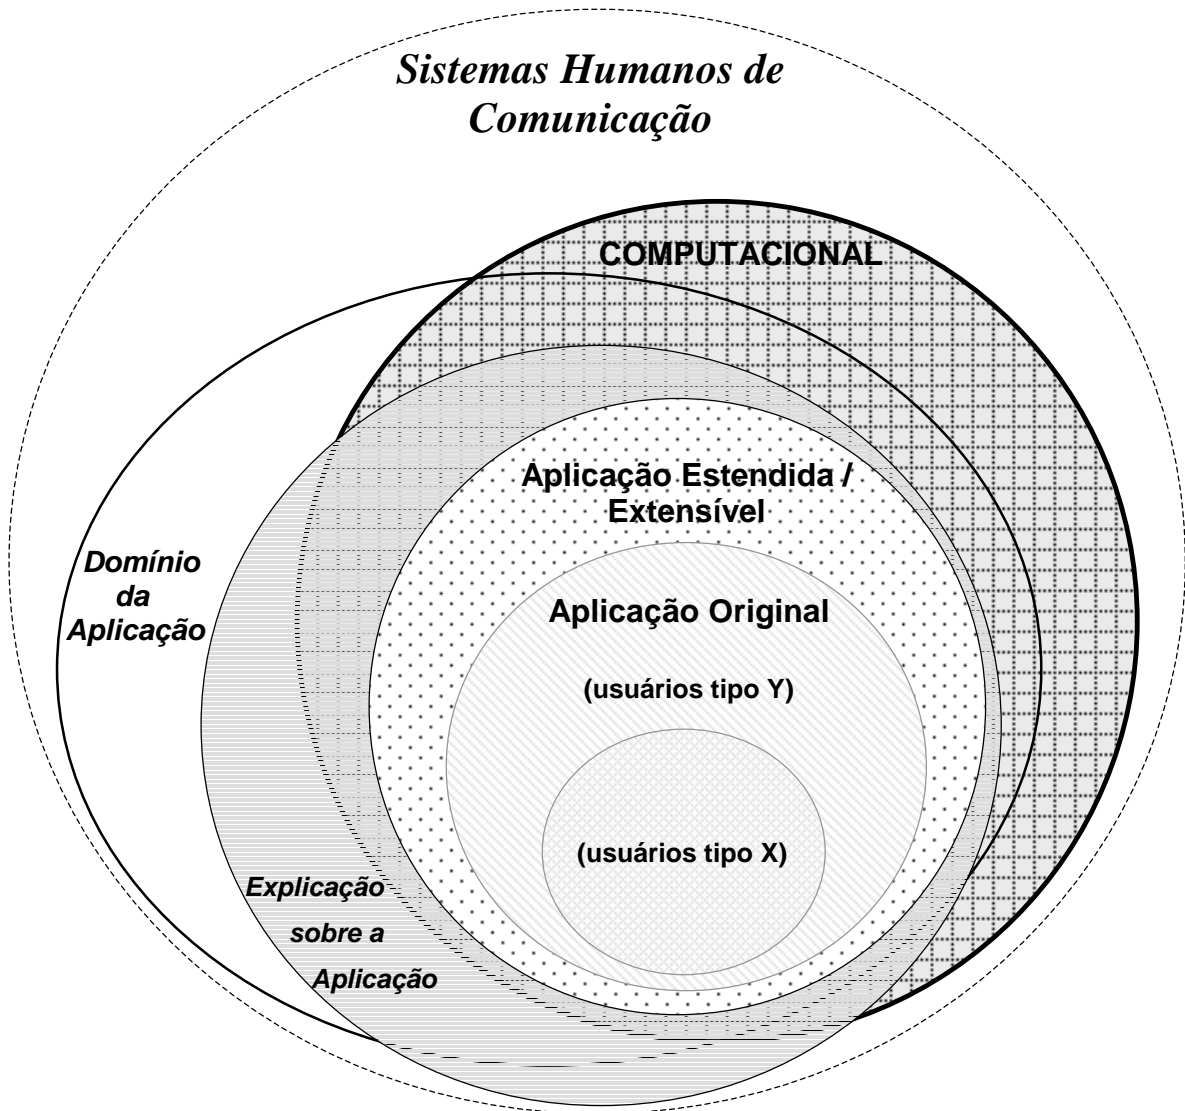 Sistemas Humanos de
Comunicação
COMPUTACIONAL
Aplicação Estendida /
Extensível
Domínio
da
Aplicação
Aplicação Original
(usuários tipo Y)
(usuários tipo X)
Explicação
sobre a
Aplicação